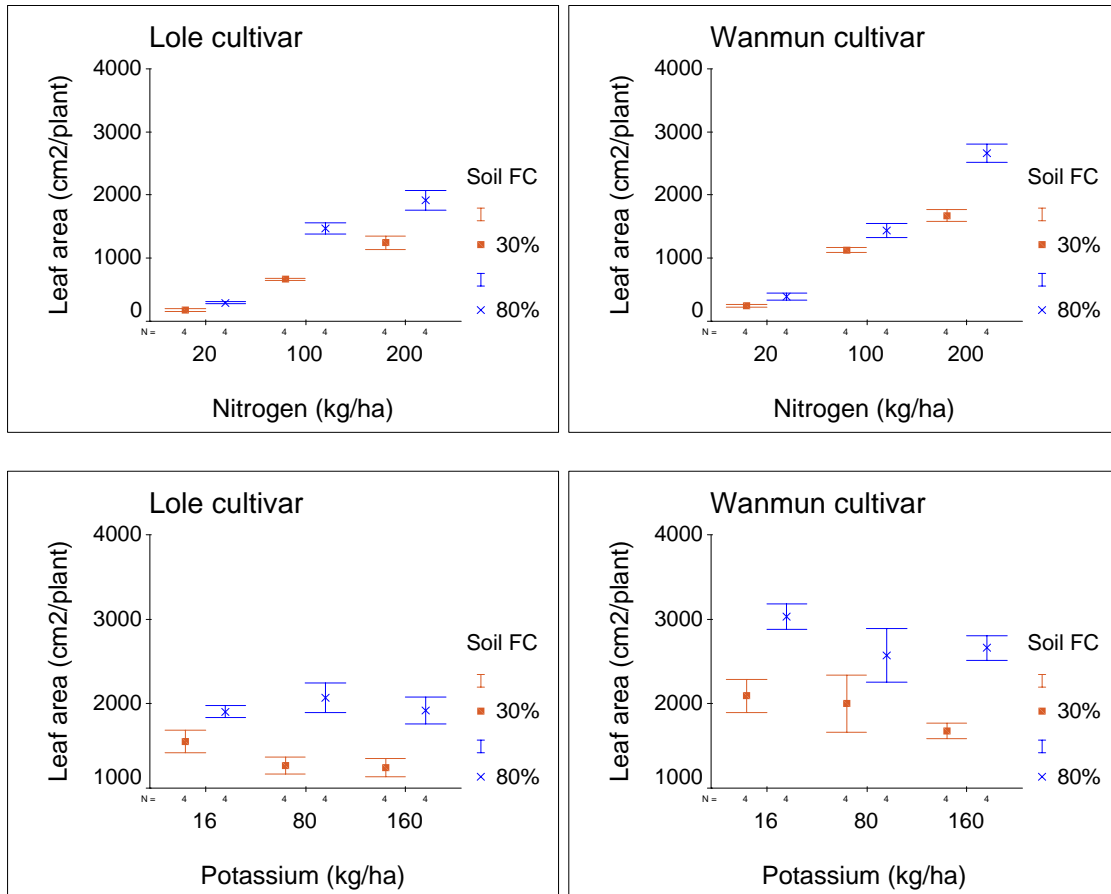 Lole cultivar
Leaf area (cm2/plant)
4000
3000
2000
1000
0
N = 4 4 4 4 4 4
20 100 200
Nitrogen (kg/ha)
Soil FC
30%
80%
Wanmun cultivar
Leaf area (cm2/plant)
4000
3000
2000
1000
0
N = 4 4 4 4 4 4
20 100 200
Nitrogen (kg/ha)
Soil FC
30%
80%
Lole cultivar
Leaf area (cm2/plant)
4000
3000
2000
1000
N = 4 4 4 4 4 4
16 80 160
Potassium (kg/ha)
Soil FC
30%
80%
Wanmun cultivar
Leaf area (cm2/plant)
4000
3000
2000
1000
N = 4 4 4 4 4 4
16 80 160
Potassium (kg/ha)
Soil FC
30%
80%